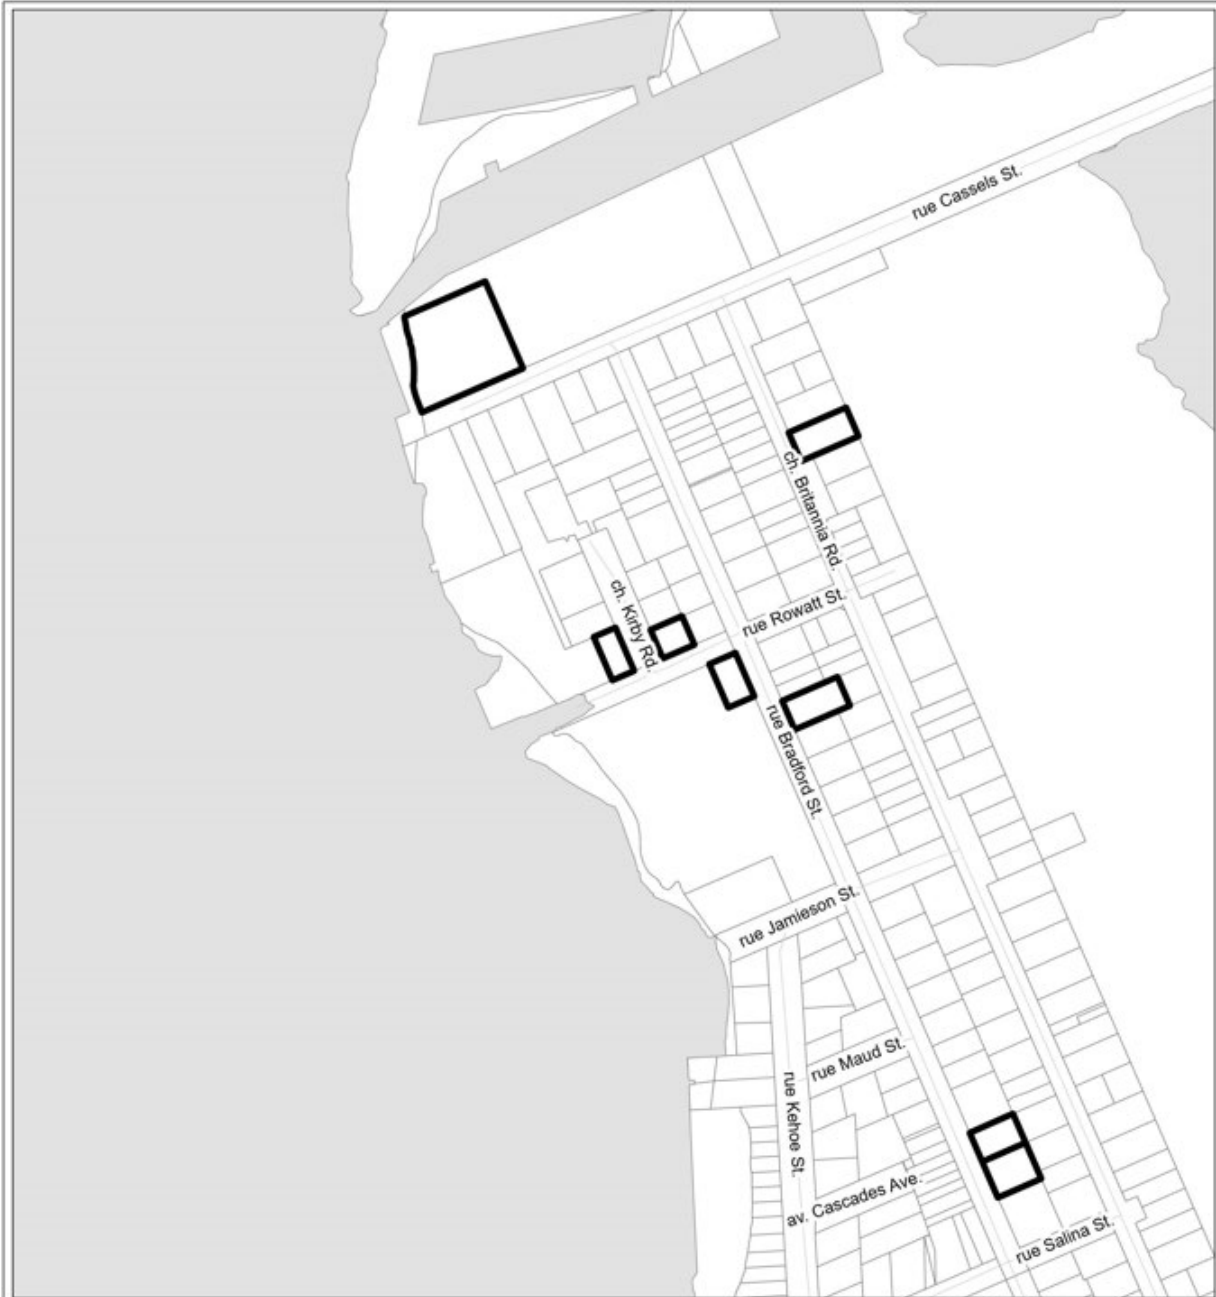 rue Cassels St.
ch. Britannia Rd.
ch. Kirby Rd.
rue Rowatt St.
rue Bradford St.
rue Jamieson St.
rue Maud St.
rue Kehoe St.
av. Cascades Ave.
rue Salina St.